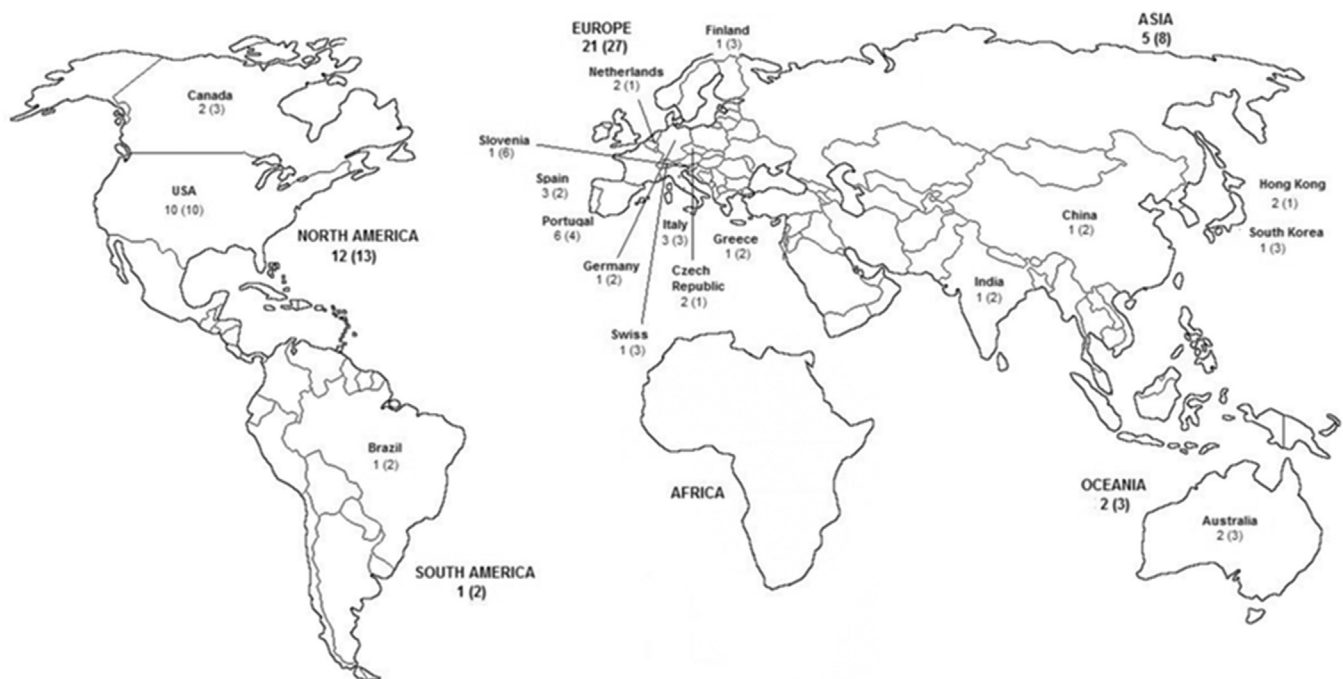 Canada
2 (3)
USA
10 (10)
NORTH AMERICA
12 (13)
Brazil
1 (2)
SOUTH AMERICA
1 (2)
EUROPE
21 (27)
Finland
1 (3)
Netherlands
2 (1)
Slovenia
1 (6)
Spain
3 (2)
Portugal
6 (4)
Italy
3 (3)
Greece
1 (2)
Germany
1 (2)
Czech
Republic
2 (1)
Swiss
1 (3)
AFRICA
ASIA
5 (8)
Hong Kong
2 (1)
South Korea
1 (3)
China
1 (2)
India
1 (2)
OCEANIA
2 (3)
Australia
2 (3)